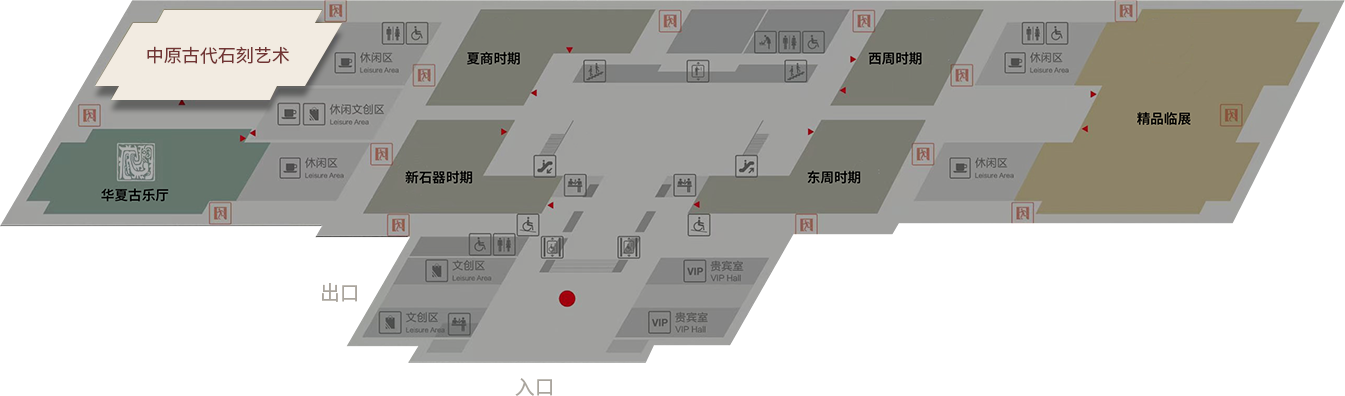 中原古代石刻艺术
休闲区
Leisure Area
夏商时期
西周时期
休闲区
Leisure Area
休闲文创区
Leisure Area
精品临展
华夏古乐厅
休闲区
Leisure Area
新石器时期
东周时期
休闲区
Leisure Area
文创区
Leisure Area
VIP
贵宾室
VIP Hall
出口
文创区
Leisure Area
VIP
贵宾室
VIP Hall
入口